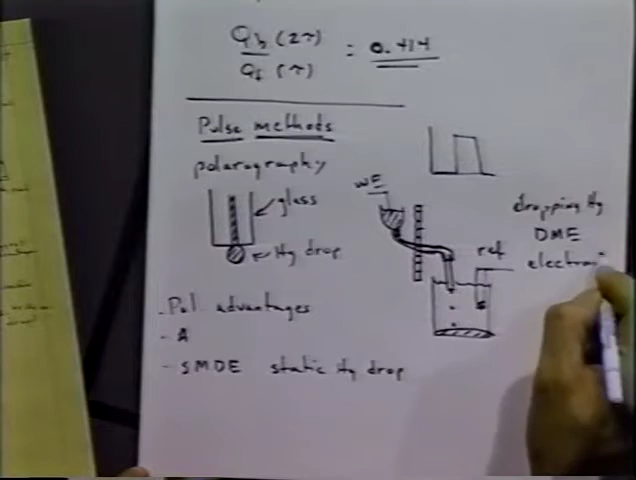 Qb (2τ) = 0.414
Qf (τ)
Pulse methods
polarography
glass
Hg drop
WE
dropping Hg
DME
ref
electro
- Pol advantages
- A
- SMDE static Hg drop